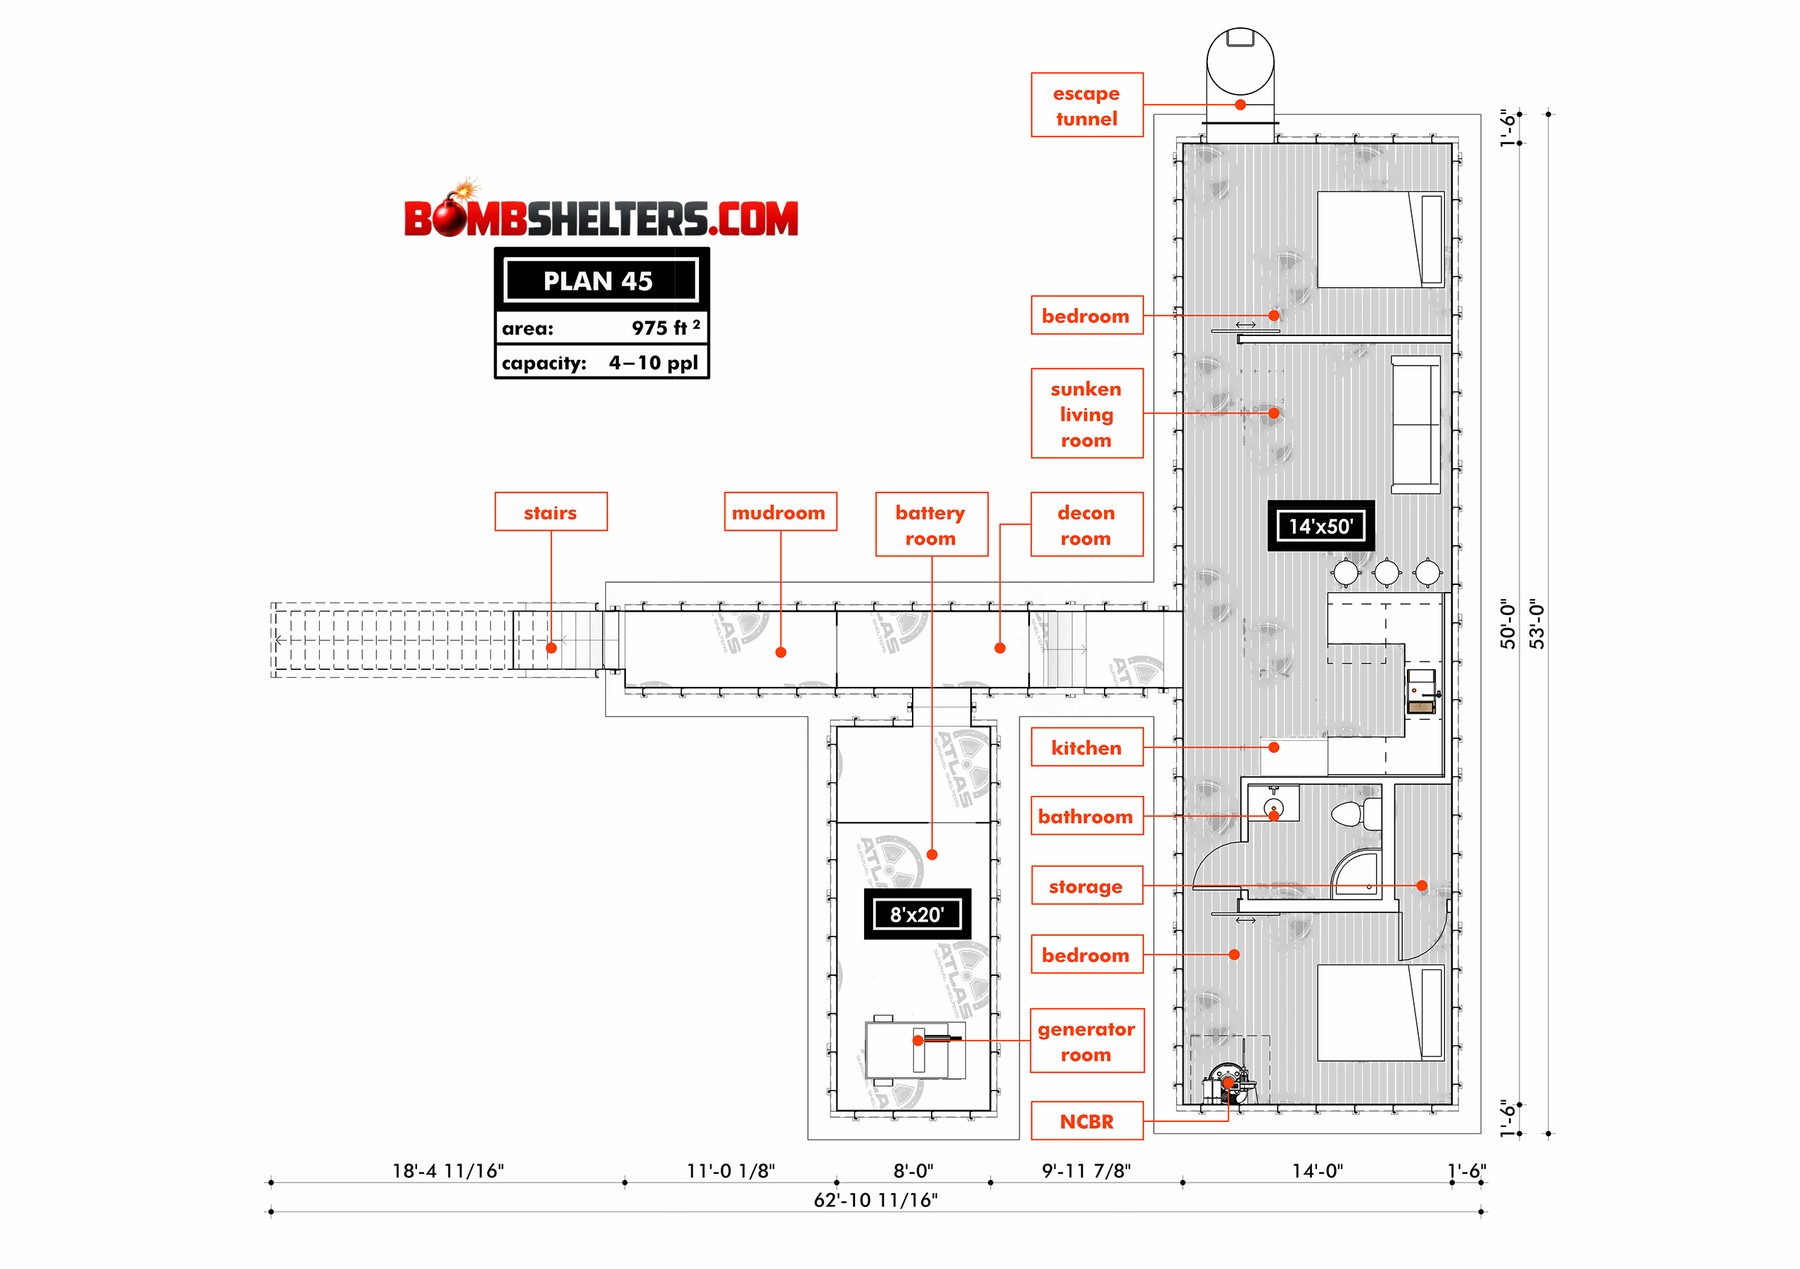 BOMBSHELTERS.COM
PLAN 45
area: 975 ft ²
capacity: 4–10 ppl
escape
tunnel
bedroom
sunken
living
room
stairs
mudroom
battery
room
decon
room
14'x50'
kitchen
bathroom
storage
bedroom
8'x20'
generator
room
NCBR
ATLAS
SURVIVAL SHELTERS
1'-6"
50'-0"
53'-0"
1'-6"
18'-4 11/16"
11'-0 1/8"
8'-0"
9'-11 7/8"
14'-0"
1'-6"
62'-10 11/16"